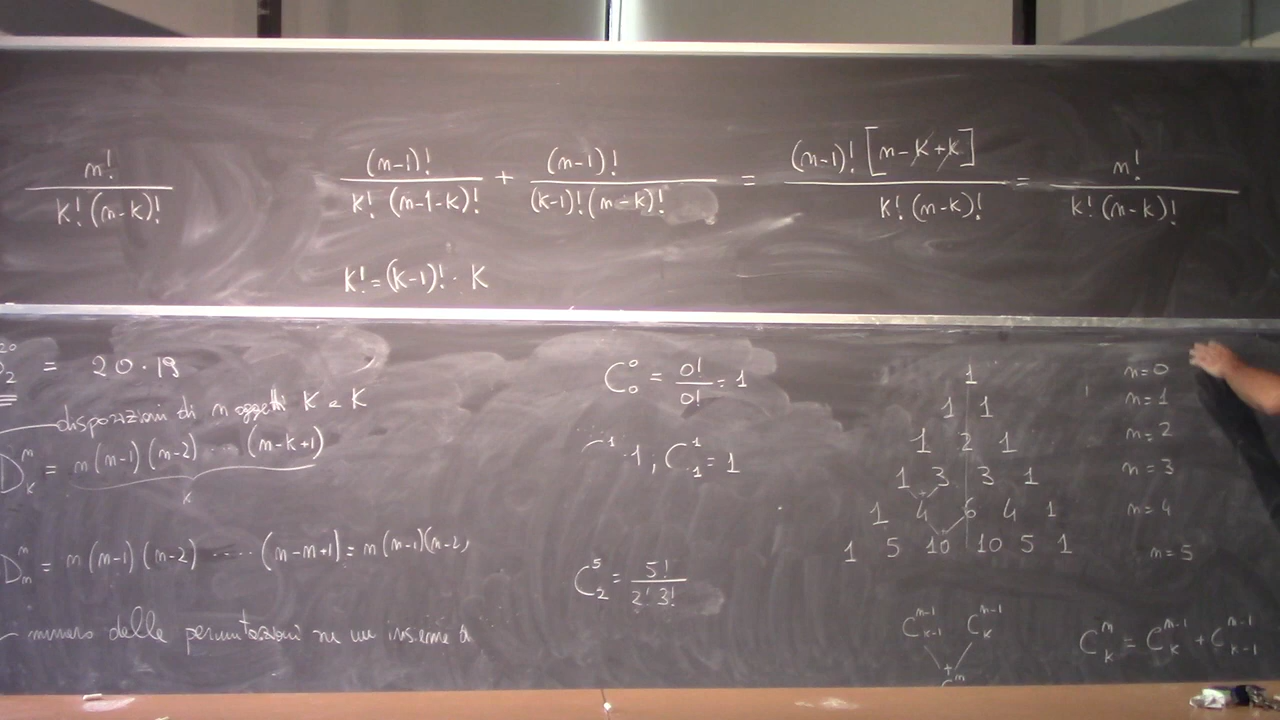 n! / k! (n-k)!
(n-1)! / k! (n-1-k)! + (n-1)! / (k-1)! (n-k)! = (n-1)! [n-k+k] / k! (n-k)! = n! / k! (n-k)!
k! = (k-1)! · k
20 2 = 20·19
disposizioni di n oggetti K a K
D^n_k = n(n-1)(n-2) ... (n-k+1)
k
D^n_n = n(n-1)(n-2) ..... (n-n+1) = n(n-1)(n-2)
numero delle permutazioni su un insieme di
C^0_0 = 0!/0! = 1
1, C^1_1 = 1
C^5_2 = 5! / 2! 3!
1 n=0
1 1 n=1
1 2 1 n=2
1 3 3 1 n=3
1 4 6 4 1 n=4
1 5 10 10 5 1 n=5
C^{n-1}_{k-1} C^{n-1}_k
+
C^n
C^n_k = C^{n-1}_k + C^{n-1}_{k-1}